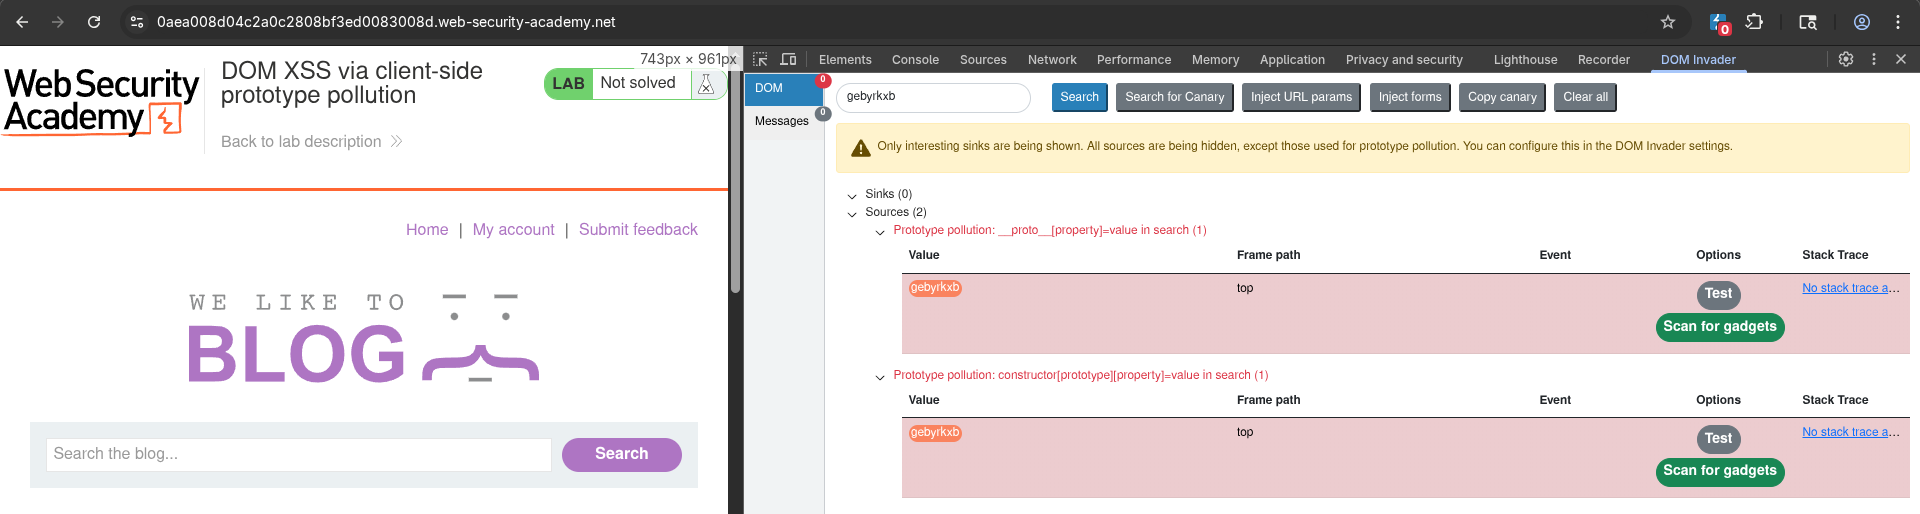 0aea008d04c2a0c2808bf3ed0083008d.web-security-academy.net
0
743px × 961px
Elements Console Sources Network Performance Memory Application Privacy and security Lighthouse Recorder DOM Invader
Web Security
Academy
DOM XSS via client-side
prototype pollution
Back to lab description
LAB Not solved
DOM 0
Messages 0
gebyrkxb Search Search for Canary Inject URL params Inject forms Copy canary Clear all
Only interesting sinks are being shown. All sources are being hidden, except those used for prototype pollution. You can configure this in the DOM Invader settings.
Sinks (0)
Sources (2)
Prototype pollution: __proto__[property]=value in search (1)
Value Frame path Event Options Stack Trace
gebyrkxb top Test No stack trace a...
Scan for gadgets
Prototype pollution: constructor[prototype][property]=value in search (1)
Value Frame path Event Options Stack Trace
gebyrkxb top Test No stack trace a...
Scan for gadgets
Home | My account | Submit feedback
WE LIKE TO
BLOG
Search the blog... Search